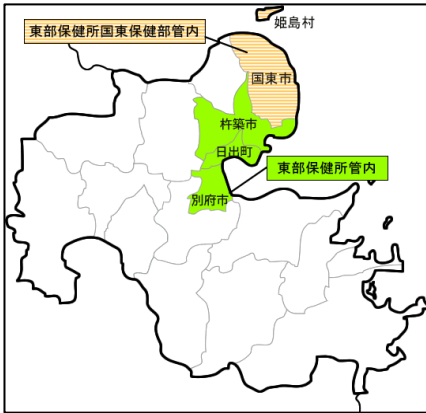 姫島村
東部保健所国東保健部管内
国東市
杵築市
日出町
東部保健所管内
別府市